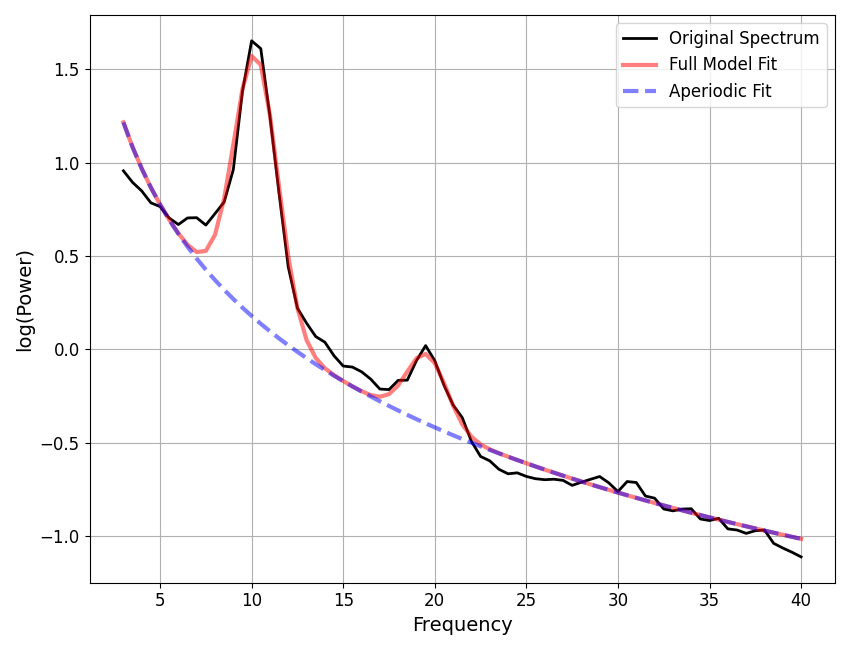 Original Spectrum
Full Model Fit
Aperiodic Fit
log(Power)
1.5
1.0
0.5
0.0
−0.5
−1.0
5 10 15 20 25 30 35 40
Frequency